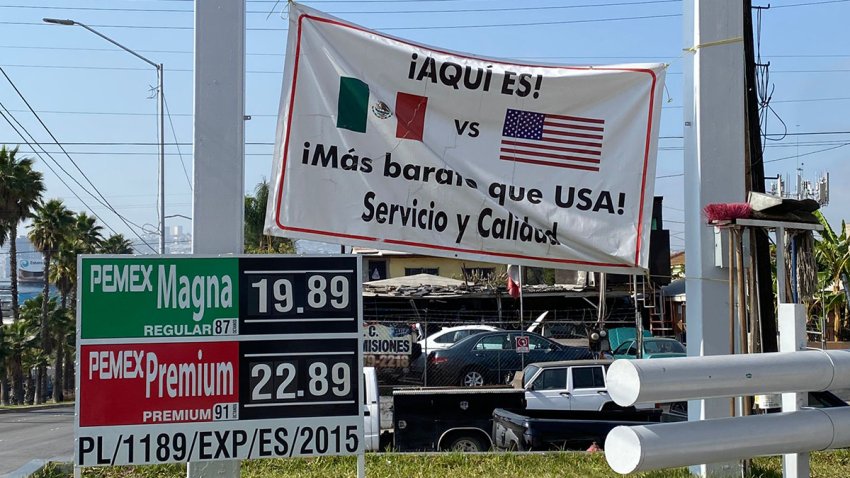 ¡AQUÍ ES!
vs
¡Más barato que USA!
Servicio y Calidad
PEMEX Magna 19.89
REGULAR 87
PEMEX Premium 22.89
PREMIUM 91
PL/1189/EXP/ES/2015